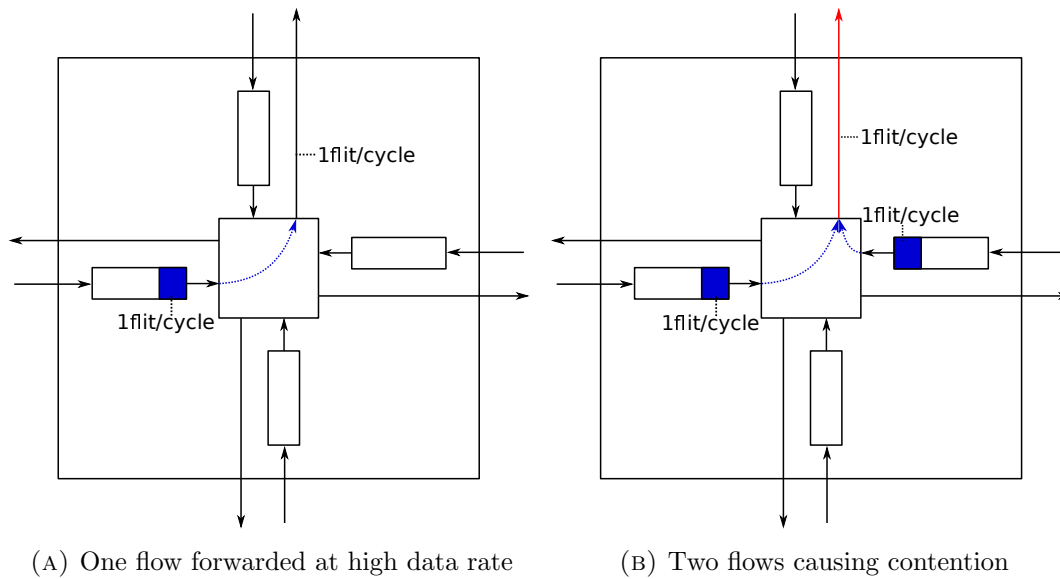 1flit/cycle
1flit/cycle
(A) One flow forwarded at high data rate
1flit/cycle
1flit/cycle
1flit/cycle
(B) Two flows causing contention